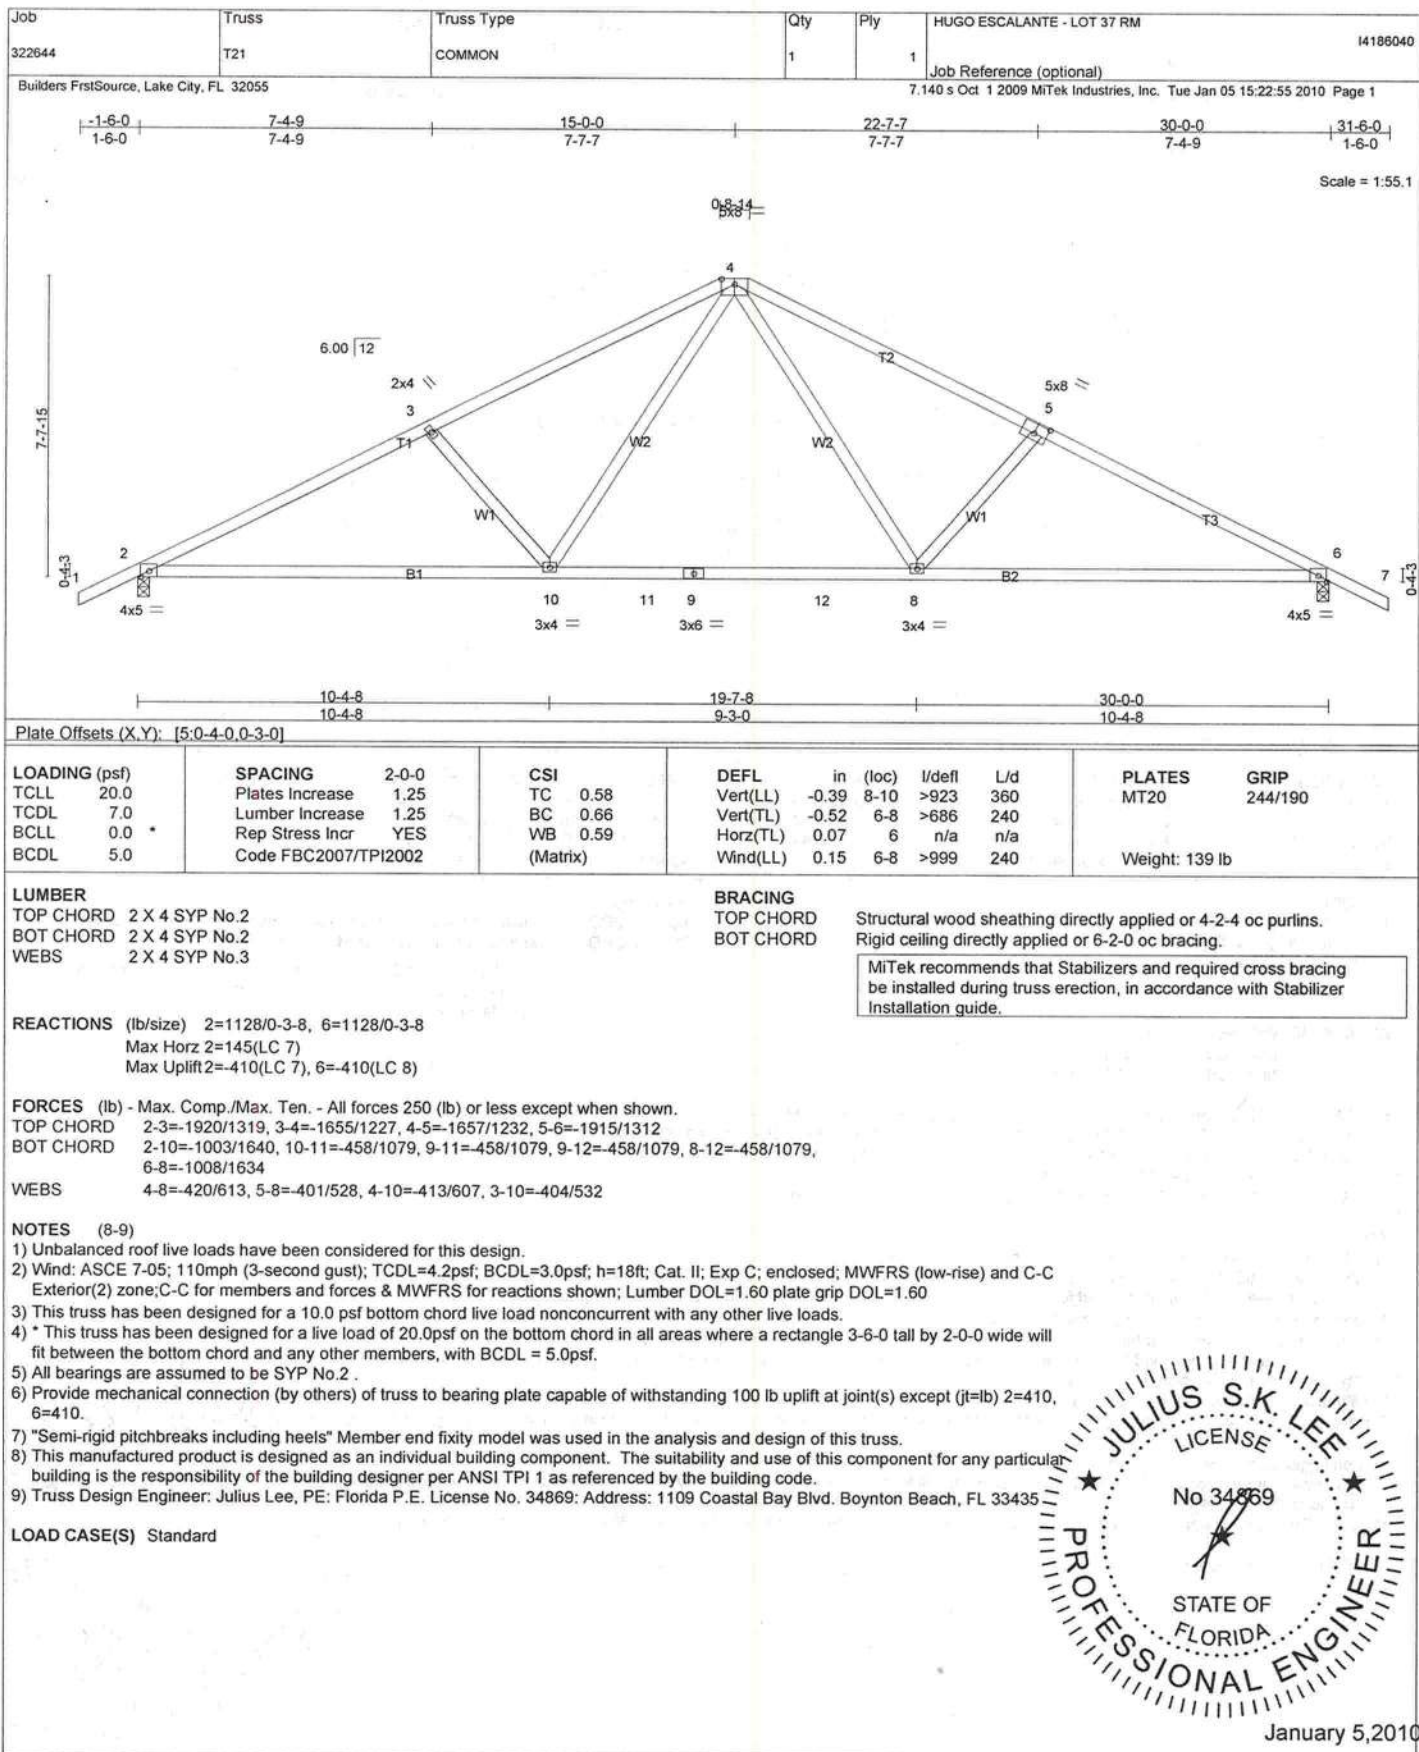 Job Truss Truss Type Qty Ply HUGO ESCALANTE - LOT 37 RM
I4186040
322644 T21 COMMON 1 1
Job Reference (optional)
Builders FrstSource, Lake City, FL 32055 7.140 s Oct 1 2009 MiTek Industries, Inc. Tue Jan 05 15:22:55 2010 Page 1
-1-6-0 7-4-9 15-0-0 22-7-7 30-0-0 31-6-0
1-6-0 7-4-9 7-7-7 7-7-7 7-4-9 1-6-0
Scale = 1:55.1
0-8-14
5x8 =
4
6.00 12
T2
2x4 \\
5x8
3
5
7-7-15
T1
W2
W2
W1
W1
T3
2
6
0-4-3
1
B1
B2
7
0-4-3
4x5 =
10 11 9 12 8
4x5 =
3x4 = 3x6 = 3x4 =
10-4-8 19-7-8 30-0-0
10-4-8 9-3-0 10-4-8
Plate Offsets (X,Y): [5:0-4-0,0-3-0]
LOADING (psf) SPACING 2-0-0 CSI DEFL in (loc) l/defl L/d PLATES GRIP
TCLL 20.0 Plates Increase 1.25 TC 0.58 Vert(LL) -0.39 8-10 >923 360 MT20 244/190
TCDL 7.0 Lumber Increase 1.25 BC 0.66 Vert(TL) -0.52 6-8 >686 240
BCLL 0.0 * Rep Stress Incr YES WB 0.59 Horz(TL) 0.07 6 n/a n/a
BCDL 5.0 Code FBC2007/TPI2002 (Matrix) Wind(LL) 0.15 6-8 >999 240 Weight: 139 lb
LUMBER
TOP CHORD 2 X 4 SYP No.2
BOT CHORD 2 X 4 SYP No.2
WEBS 2 X 4 SYP No.3
BRACING
TOP CHORD Structural wood sheathing directly applied or 4-2-4 oc purlins.
BOT CHORD Rigid ceiling directly applied or 6-2-0 oc bracing.
MiTek recommends that Stabilizers and required cross bracing
be installed during truss erection, in accordance with Stabilizer
Installation guide.
REACTIONS (lb/size) 2=1128/0-3-8, 6=1128/0-3-8
Max Horz 2=145(LC 7)
Max Uplift2=-410(LC 7), 6=-410(LC 8)
FORCES (lb) - Max. Comp./Max. Ten. - All forces 250 (lb) or less except when shown.
TOP CHORD 2-3=-1920/1319, 3-4=-1655/1227, 4-5=-1657/1232, 5-6=-1915/1312
BOT CHORD 2-10=-1003/1640, 10-11=-458/1079, 9-11=-458/1079, 9-12=-458/1079, 8-12=-458/1079,
6-8=-1008/1634
WEBS 4-8=-420/613, 5-8=-401/528, 4-10=-413/607, 3-10=-404/532
NOTES (8-9)
1) Unbalanced roof live loads have been considered for this design.
2) Wind: ASCE 7-05; 110mph (3-second gust); TCDL=4.2psf; BCDL=3.0psf; h=18ft; Cat. II; Exp C; enclosed; MWFRS (low-rise) and C-C
Exterior(2) zone;C-C for members and forces & MWFRS for reactions shown; Lumber DOL=1.60 plate grip DOL=1.60
3) This truss has been designed for a 10.0 psf bottom chord live load nonconcurrent with any other live loads.
4) * This truss has been designed for a live load of 20.0psf on the bottom chord in all areas where a rectangle 3-6-0 tall by 2-0-0 wide will
fit between the bottom chord and any other members, with BCDL = 5.0psf.
5) All bearings are assumed to be SYP No.2 .
6) Provide mechanical connection (by others) of truss to bearing plate capable of withstanding 100 lb uplift at joint(s) except (jt=lb) 2=410,
6=410.
7) "Semi-rigid pitchbreaks including heels" Member end fixity model was used in the analysis and design of this truss.
8) This manufactured product is designed as an individual building component. The suitability and use of this component for any particular
building is the responsibility of the building designer per ANSI TPI 1 as referenced by the building code.
9) Truss Design Engineer: Julius Lee, PE: Florida P.E. License No. 34869: Address: 1109 Coastal Bay Blvd. Boynton Beach, FL 33435
LOAD CASE(S) Standard
JULIUS S.K. LEE
LICENSE
No 34869
STATE OF
FLORIDA
PROFESSIONAL ENGINEER
January 5,2010